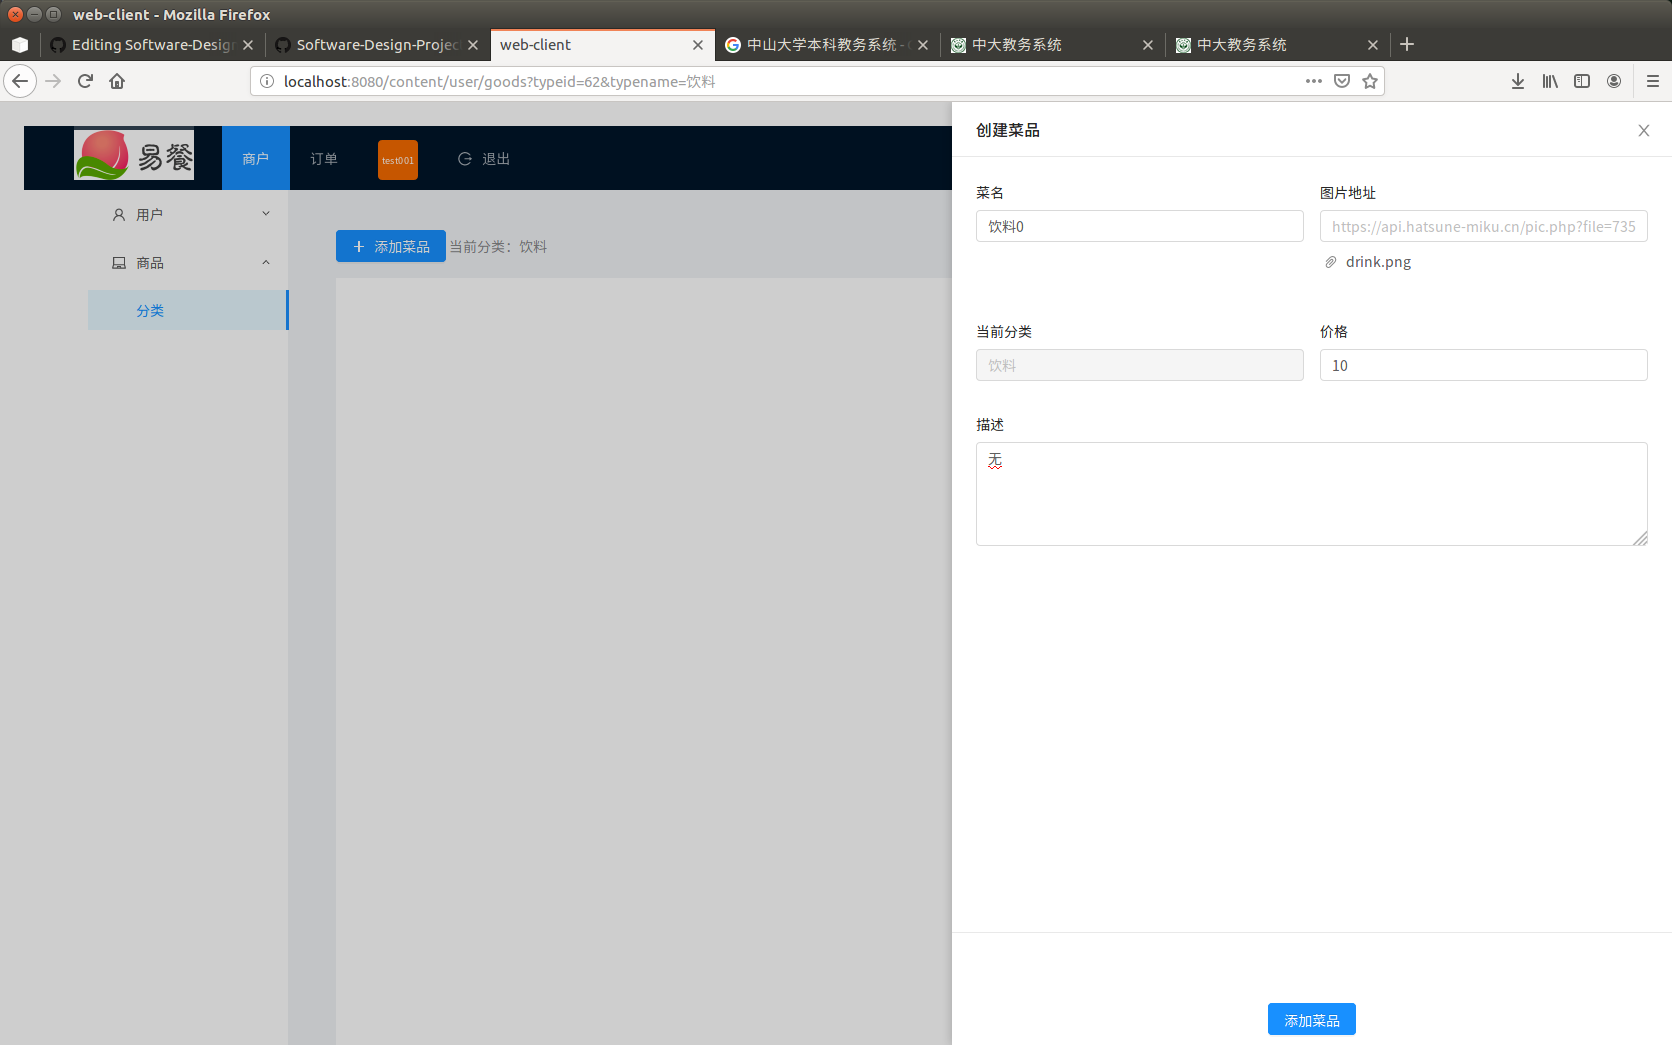 web-client - Mozilla Firefox
Editing Software-Desig
Software-Design-Projec
web-client
中山大学本科教务系统 -
中大教务系统
中大教务系统
localhost:8080/content/user/goods?typeid=62&typename=饮料
易餐
商户
订单
test001
退出
用户
商品
分类
添加菜品
当前分类：饮料
创建菜品
菜名
图片地址
饮料0
https://api.hatsune-miku.cn/pic.php?file=735
drink.png
当前分类
价格
饮料
10
描述
无
添加菜品